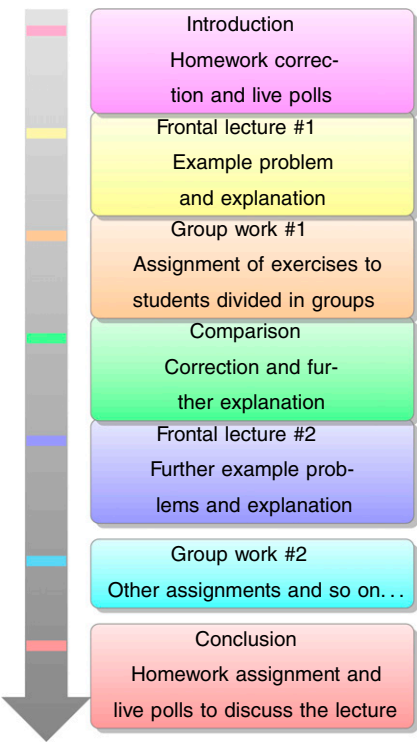 Introduction
Homework correc-
tion and live polls
Frontal lecture #1
Example problem
and explanation
Group work #1
Assignment of exercises to
students divided in groups
Comparison
Correction and fur-
ther explanation
Frontal lecture #2
Further example prob-
lems and explanation
Group work #2
Other assignments and so on...
Conclusion
Homework assignment and
live polls to discuss the lecture